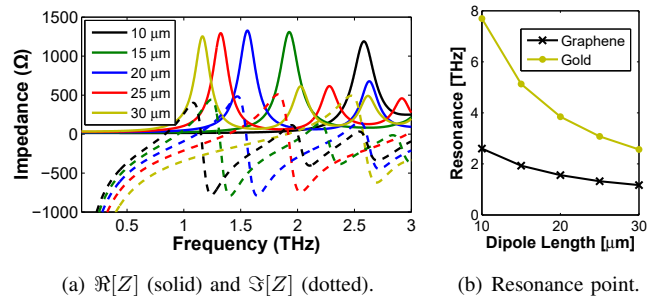 1500
1000
500
0
−500
−1000
Impedance (Ω)
10 μm
15 μm
20 μm
25 μm
30 μm
0.5
1
1.5
2
2.5
3
Frequency (THz)
8
6
4
2
0
Resonance [THz]
Graphene
Gold
10
15
20
25
30
Dipole Length [μm]
(a) ℜ[Z] (solid) and ℑ[Z] (dotted).
(b) Resonance point.